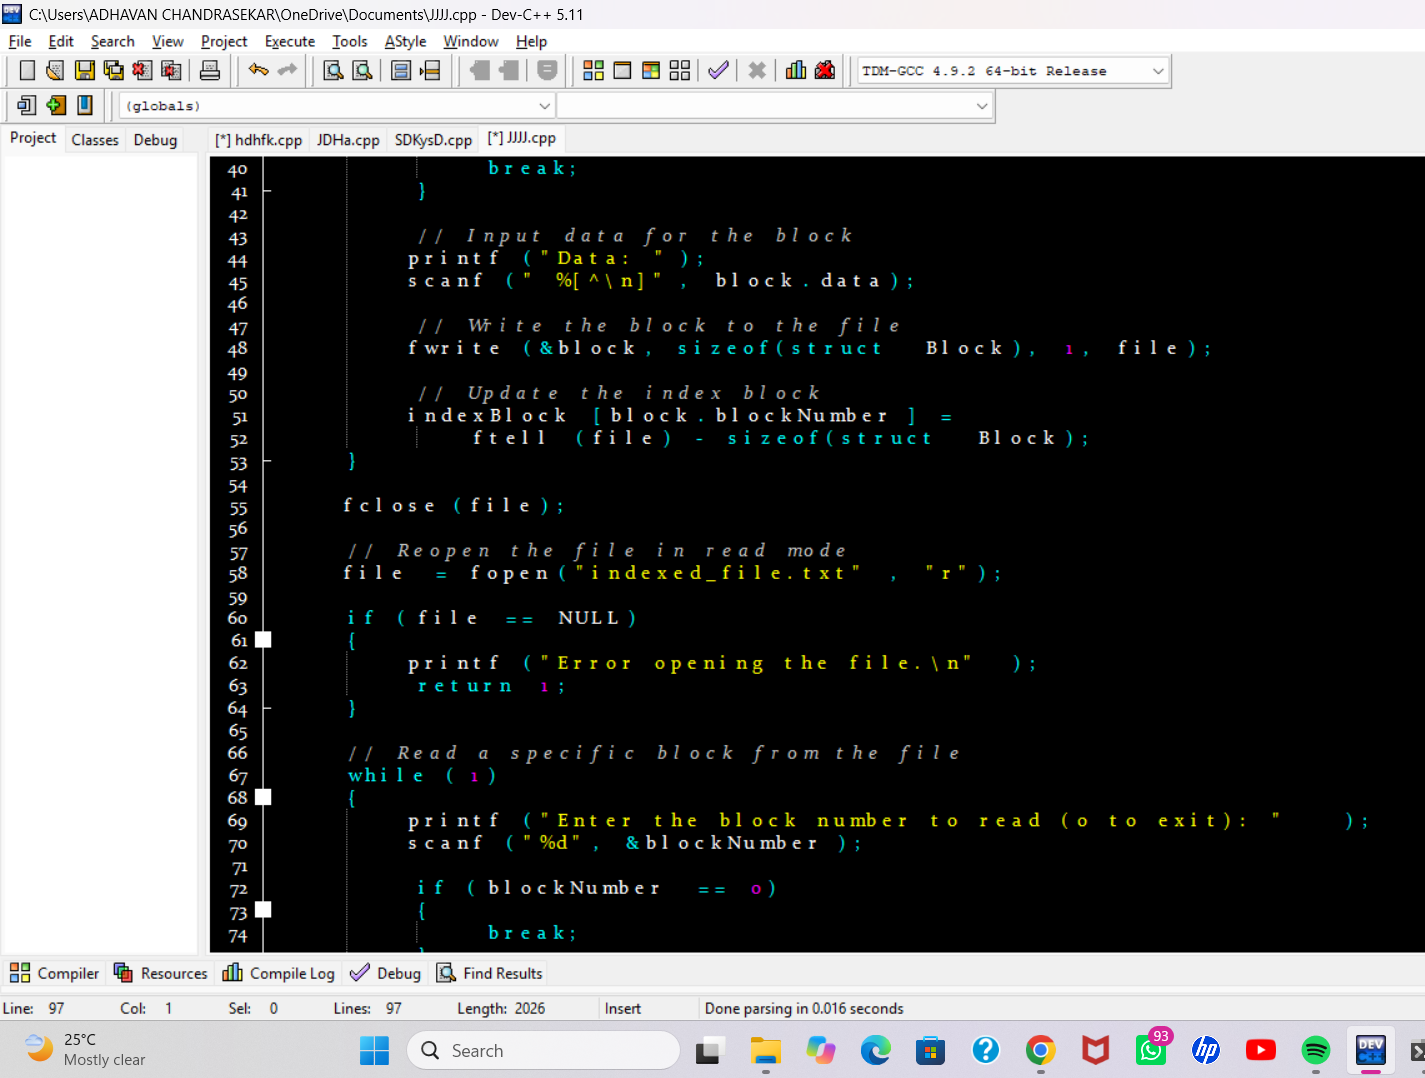 C:\Users\ADHAVAN CHANDRASEKAR\OneDrive\Documents\JJJJ.cpp - Dev-C++ 5.11
File Edit Search View Project Execute Tools AStyle Window Help
TDM-GCC 4.9.2 64-bit Release
(globals)
Project Classes Debug [*] hdhfk.cpp JDHa.cpp SDKysD.cpp [*] JJJJ.cpp
40 break;
41 }
42
43 // Input data for the block
44 printf ("Data: " );
45 scanf (" %[^\n]" , block.data );
46
47 // Write the block to the file
48 fwrite (&block, sizeof(struct Block), 1, file);
49
50 // Update the index block
51 indexBlock [block.blockNumber ] =
52 ftell (file) - sizeof(struct Block);
53 }
54
55 fclose (file);
56
57 // Reopen the file in read mode
58 file = fopen("indexed_file.txt" , "r");
59
60 if (file == NULL)
61 {
62 printf ("Error opening the file.\n" );
63 return 1;
64 }
65
66 // Read a specific block from the file
67 while (1)
68 {
69 printf ("Enter the block number to read (0 to exit): " );
70 scanf ("%d", &blockNumber );
71
72 if (blockNumber == 0)
73 {
74 break;
Compiler Resources Compile Log Debug Find Results
Line: 97 Col: 1 Sel: 0 Lines: 97 Length: 2026 Insert Done parsing in 0.016 seconds
25°C
Mostly clear
Search
93
hp
DEV
C++